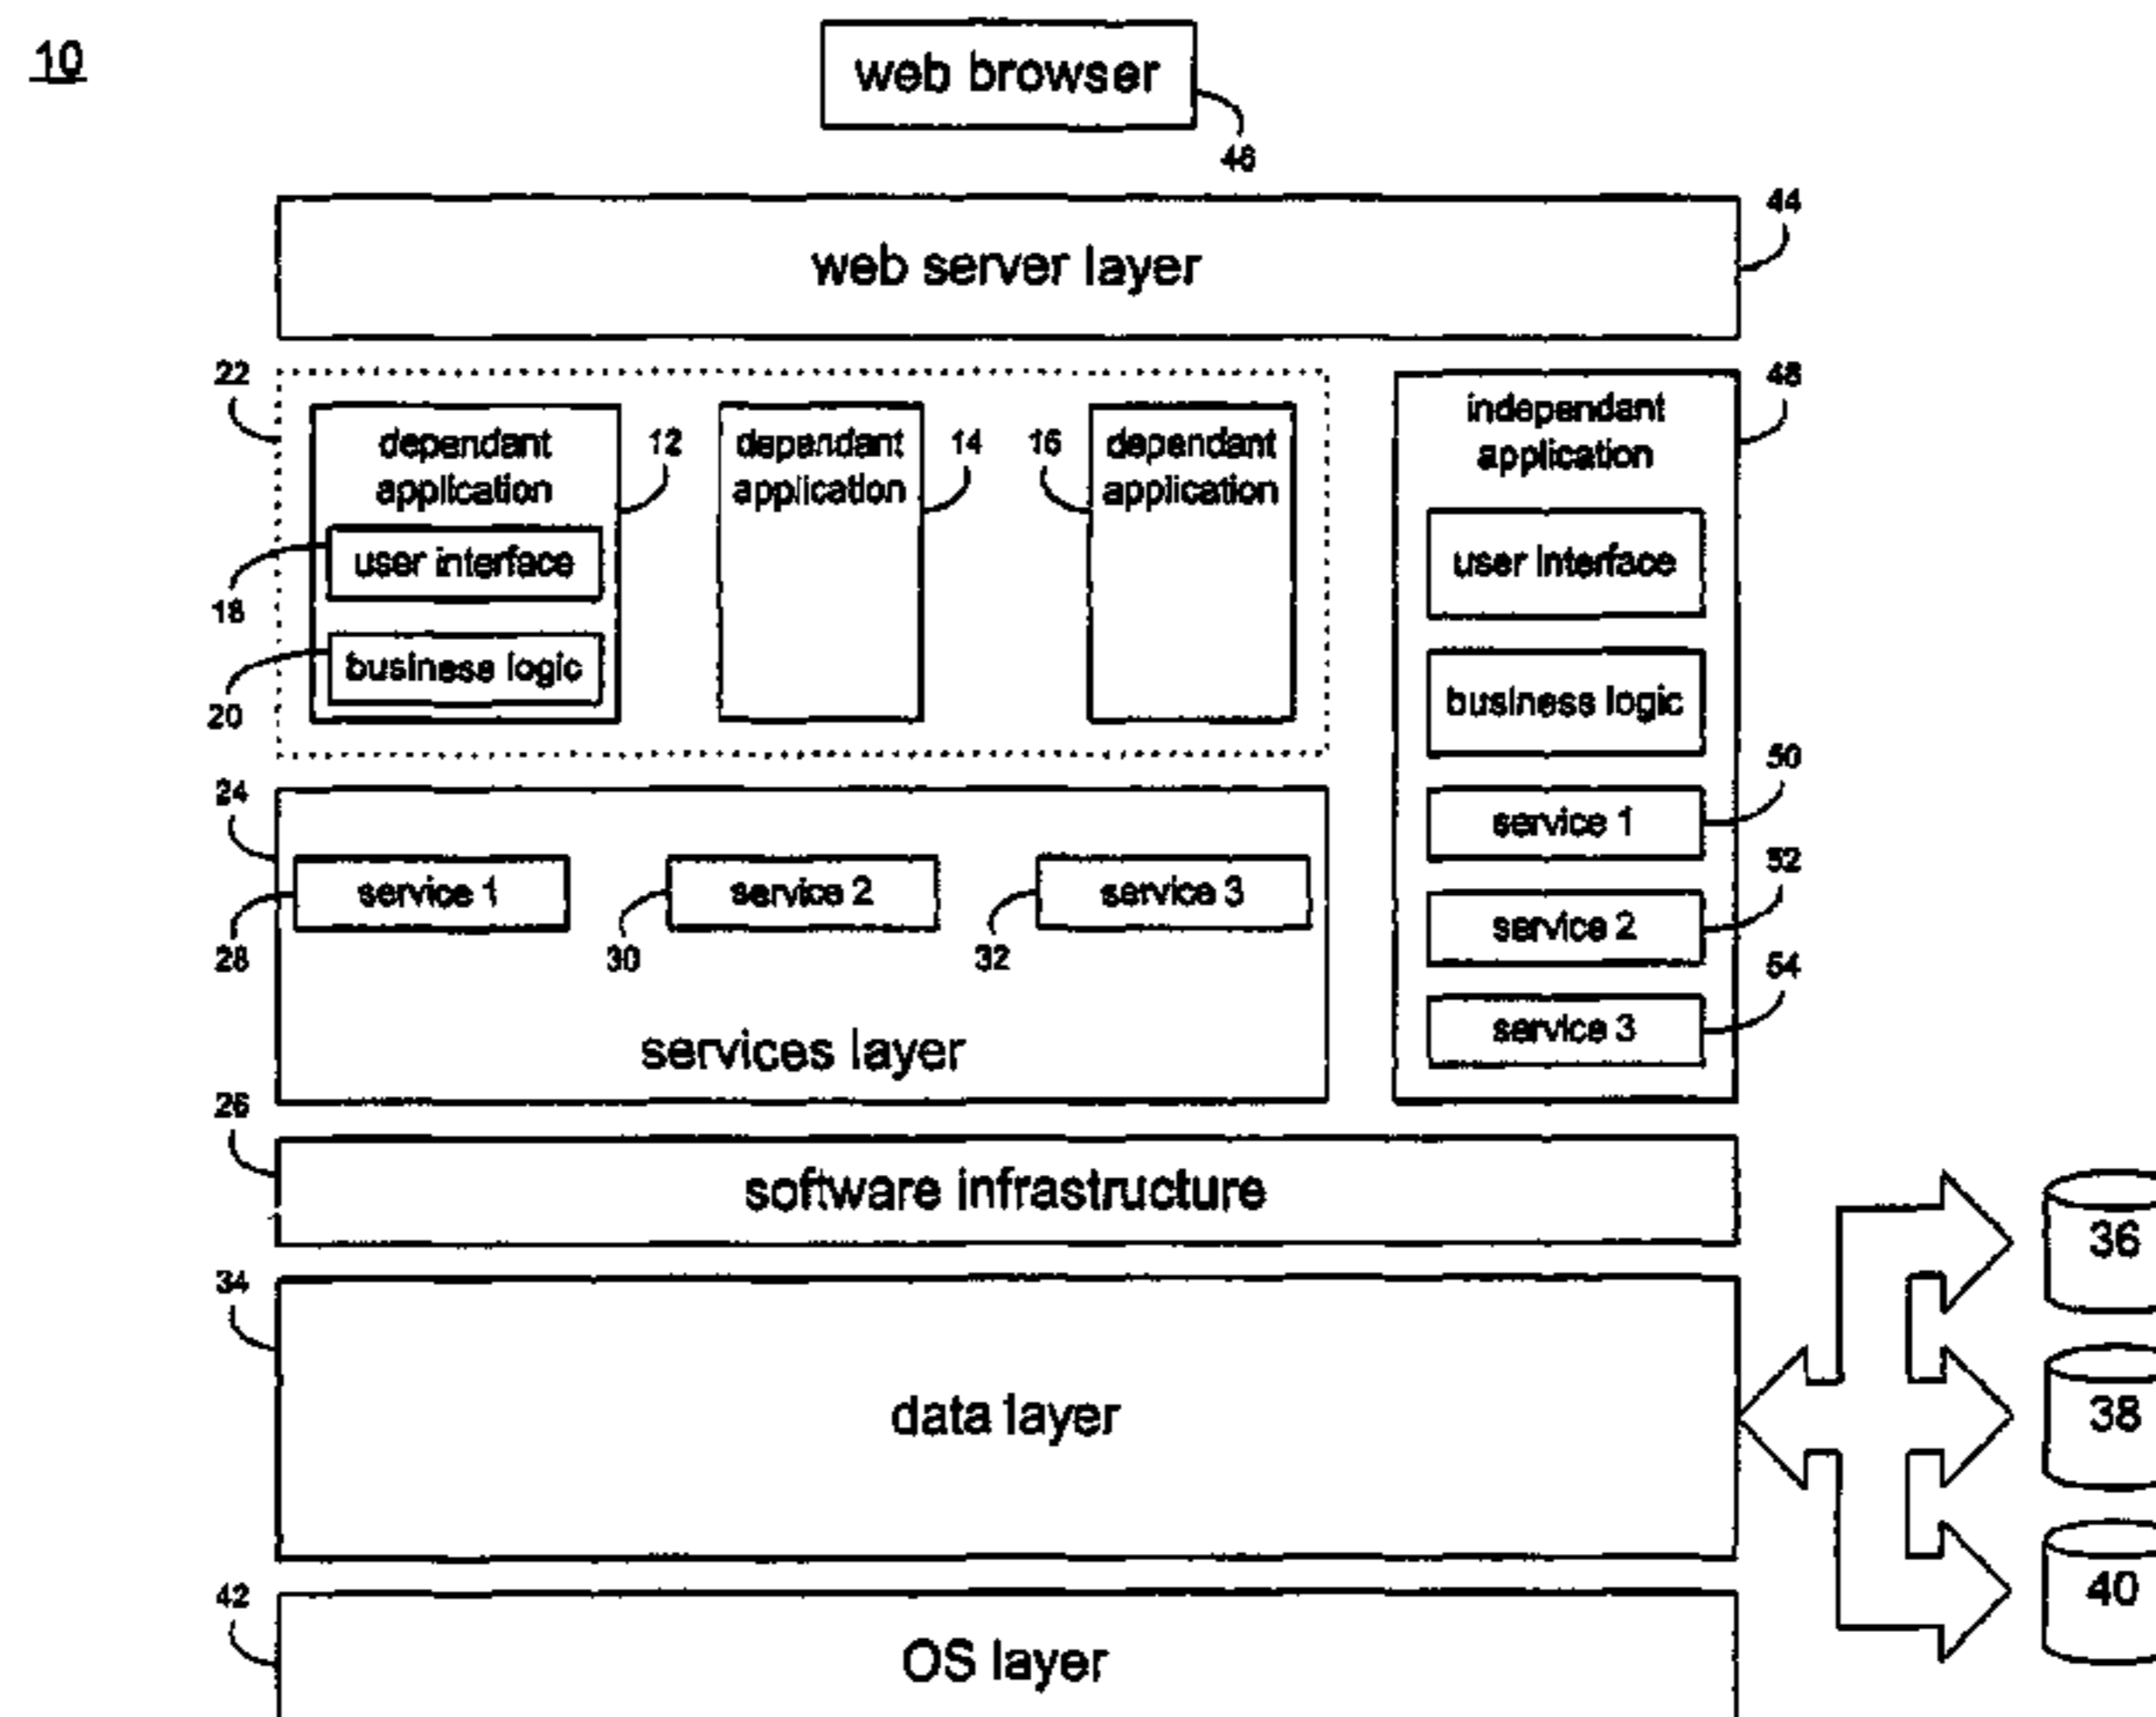 10
web browser
46
44
web server layer
22
48
independant
application
dependant
application
12
dependant
application
14
16
dependant
application
user interface
18
business logic
20
user interface
business logic
50
service 1
52
service 2
54
service 3
24
service 1
service 2
service 3
28
30
32
services layer
26
software infrastructure
36
34
data layer
38
40
42
OS layer